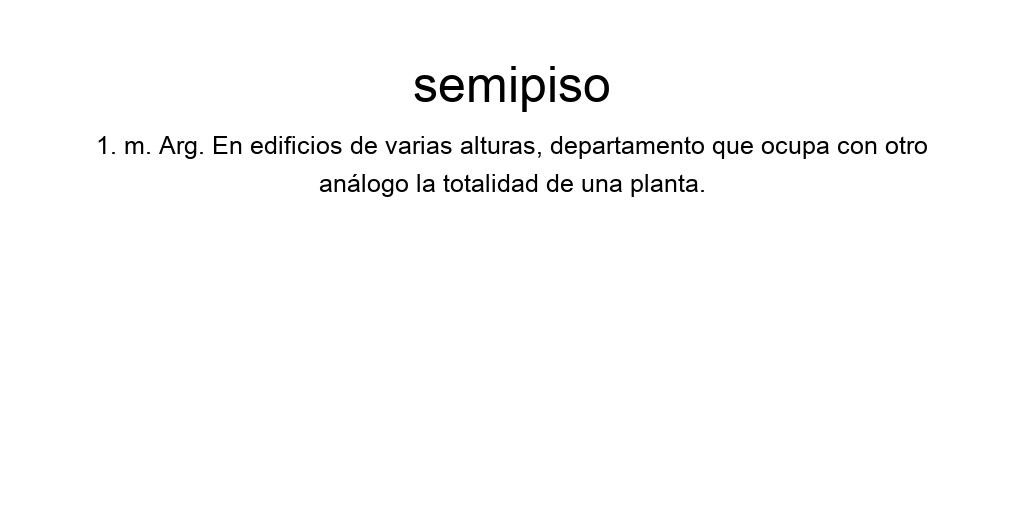 semipiso
1. m. Arg. En edificios de varias alturas, departamento que ocupa con otro
análogo la totalidad de una planta.